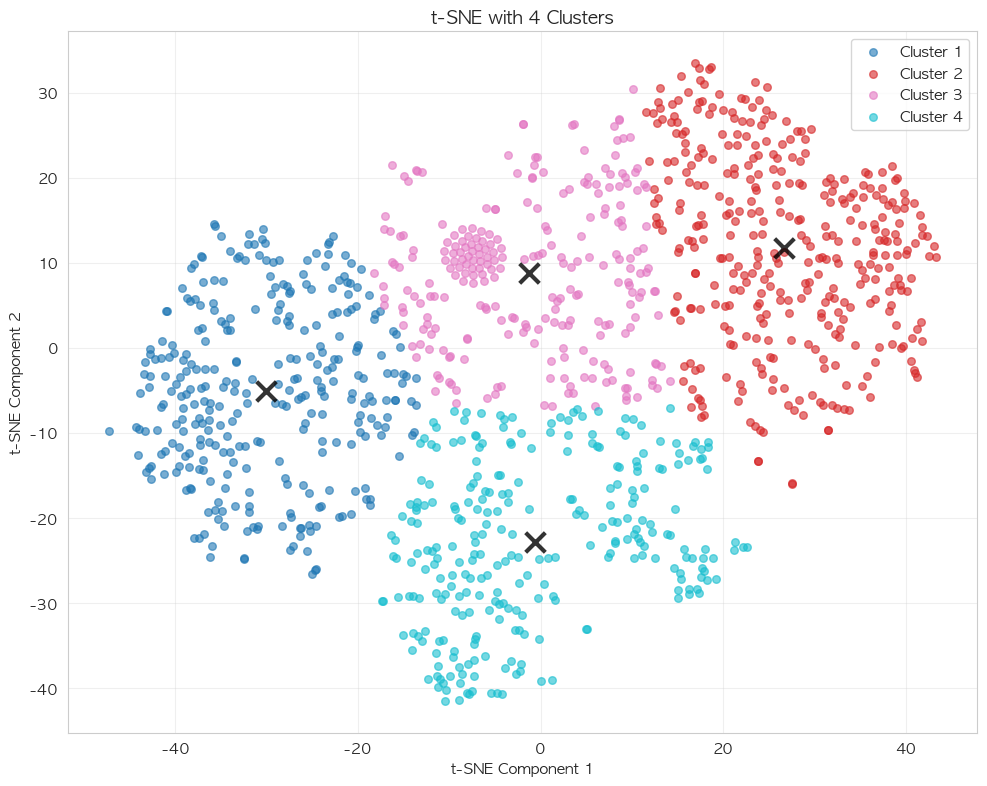 t-SNE with 4 Clusters
Cluster 1
Cluster 2
Cluster 3
Cluster 4
30
20
10
0
-10
-20
-30
-40
t-SNE Component 2
-40
-20
0
20
40
t-SNE Component 1